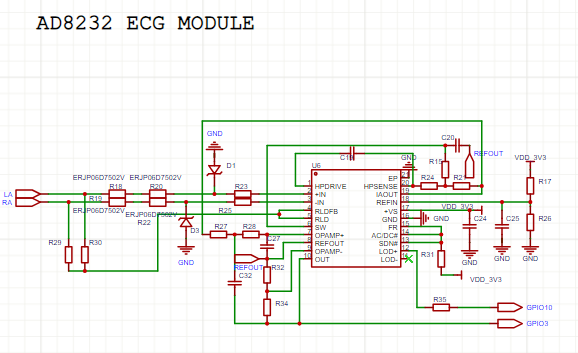 AD8232 ECG MODULE
GND
C20
C19
GND
R15
REFOUT
VDD_3V3
U6
D1
ERJP06D7502V
ERJP06D7502V
R18
R20
R23
R24
R17
LA
RA
R19
ERJP06D7502V
ERJP06D7502V
R22
R25
D3
GND
HPDRIVE
+IN
-IN
RLDFB
RLD
SW
OPAMP+
REFOUT
OPAMP-
OUT
EP
HPSENSE
IAOUT
REFIN
+VS
GND
FR
AC/DC#
SDN#
LOD+
LOD-
VDD_3V3
GND
C24
C25
R26
GND
GND
GND
R27
R28
C27
R29
R30
REFOUT
C32
R32
R34
R31
VDD_3V3
R35
GPIO10
GPIO3